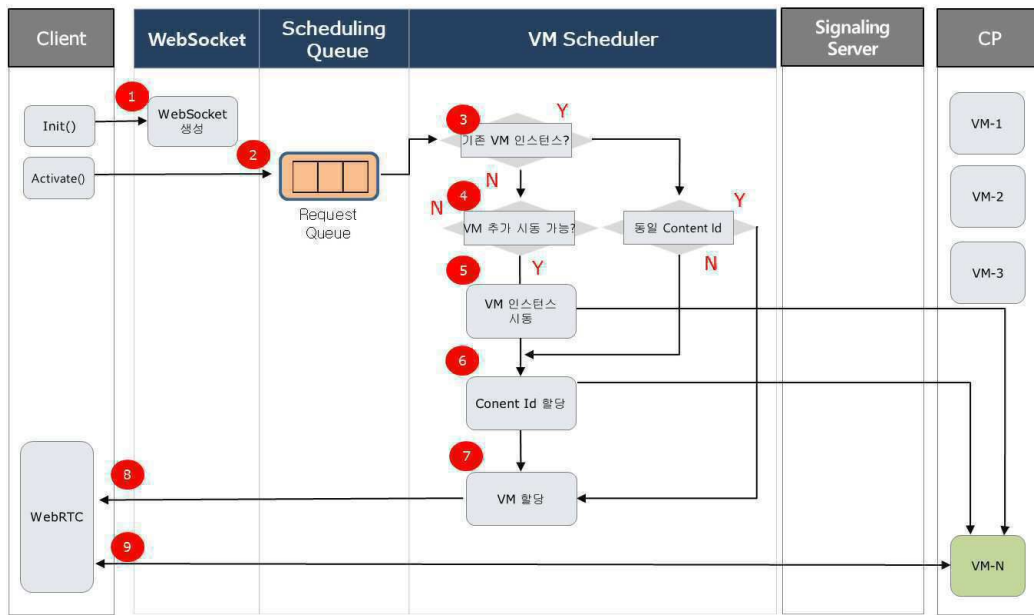 Client
WebSocket
Scheduling
Queue
VM Scheduler
Signaling
Server
CP
1
Init()
WebSocket
생성
2
Activate()
Request
Queue
3
Y
기존 VM 인스턴스?
N
4
N
VM 추가 시동 가능?
Y
동일 Content Id
Y
N
5
VM 인스턴스
시동
6
Conent Id 할당
7
VM 할당
8
WebRTC
9
VM-1
VM-2
VM-3
VM-N